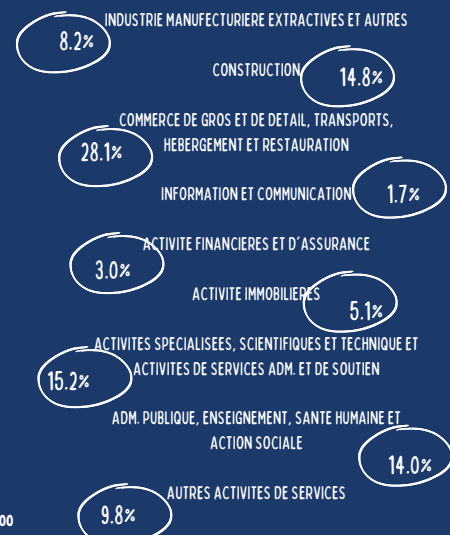 INDUSTRIE MANUFECTURIERE EXTRACTIVES ET AUTRES
8.2%
CONSTRUCTION
14.8%
COMMERCE DE GROS ET DE DETAIL, TRANSPORTS,
HEBERGEMENT ET RESTAURATION
28.1%
INFORMATION ET COMMUNICATION
1.7%
ACTIVITE FINANCIERES ET D'ASSURANCE
3.0%
ACTIVITE IMMOBILIERES
5.1%
ACTIVITES SPECIALISEES, SCIENTIFIQUES ET TECHNIQUE ET
ACTIVITES DE SERVICES ADM. ET DE SOUTIEN
15.2%
ADM. PUBLIQUE, ENSEIGNEMENT, SANTE HUMAINE ET
ACTION SOCIALE
14.0%
AUTRES ACTIVITES DE SERVICES
9.8%
00